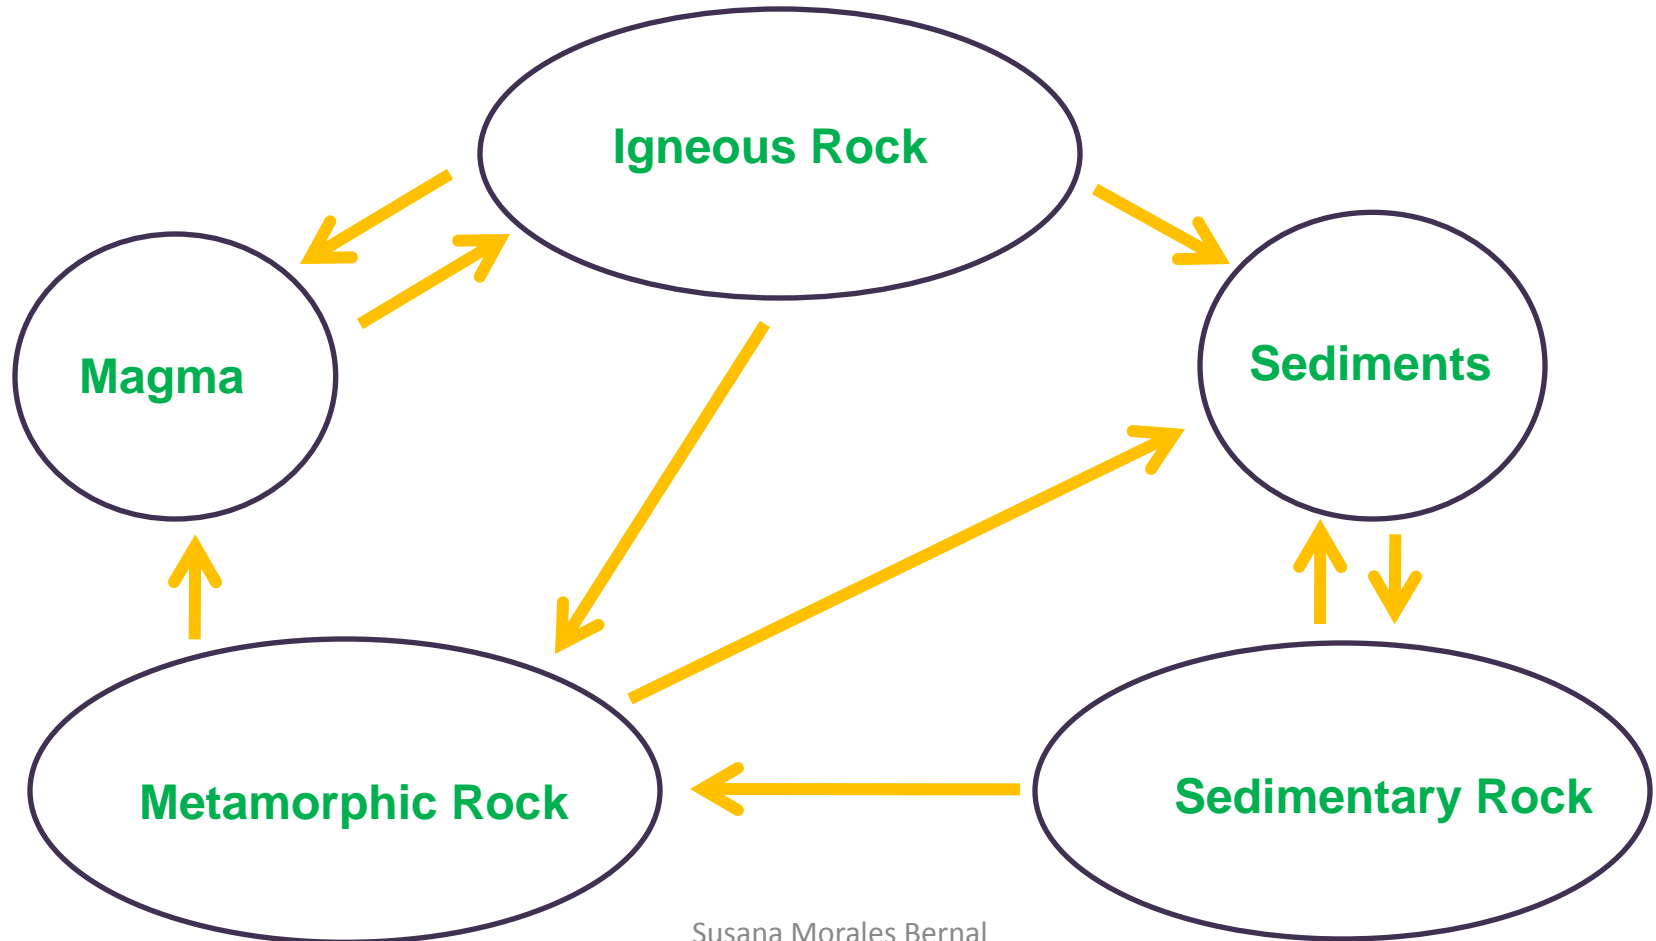 Igneous Rock
Magma
Sediments
Metamorphic Rock
Sedimentary Rock
Susana Morales Bernal